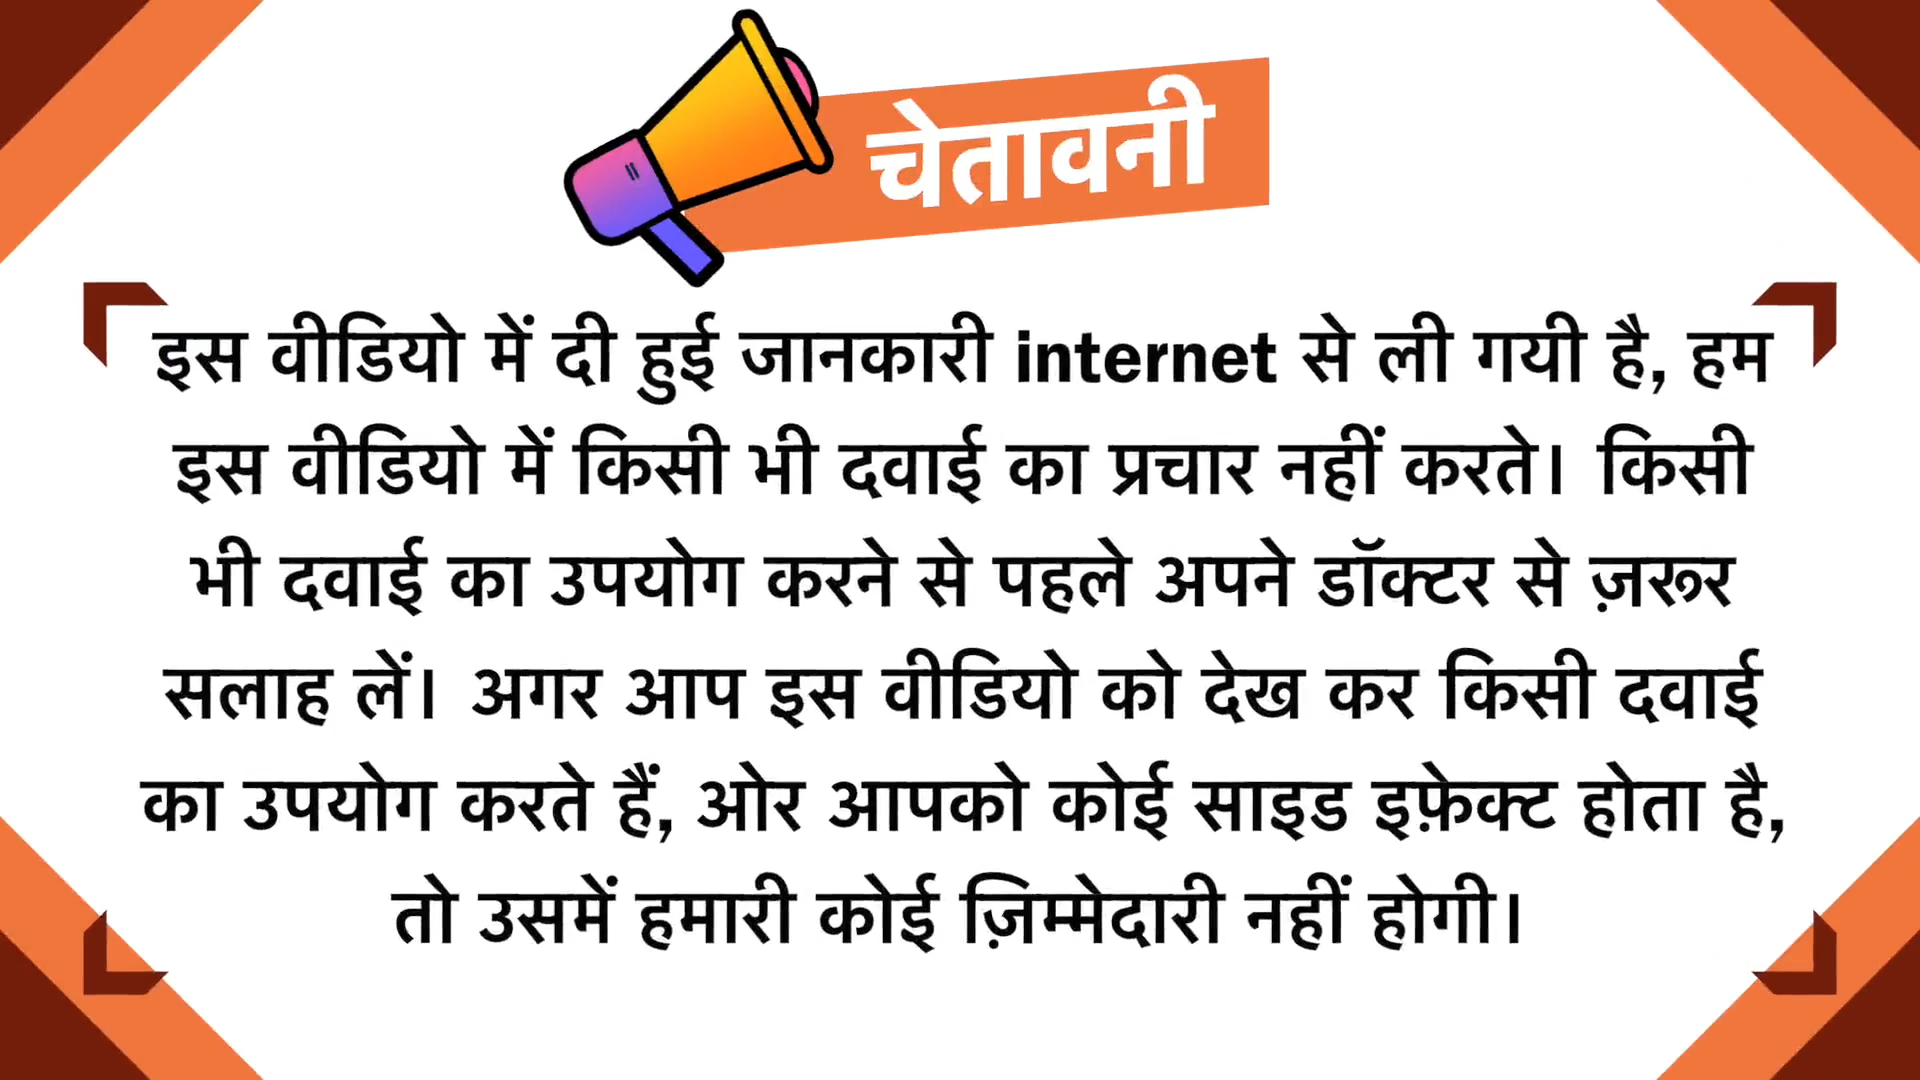 चेतावनी
इस वीडियो में दी हुई जानकारी internet से ली गयी है, हम
इस वीडियो में किसी भी दवाई का प्रचार नहीं करते। किसी
भी दवाई का उपयोग करने से पहले अपने डॉक्टर से ज़रूर
सलाह लें। अगर आप इस वीडियो को देख कर किसी दवाई
का उपयोग करते हैं, ओर आपको कोई साइड इफ़ेक्ट होता है,
तो उसमें हमारी कोई ज़िम्मेदारी नहीं होगी।